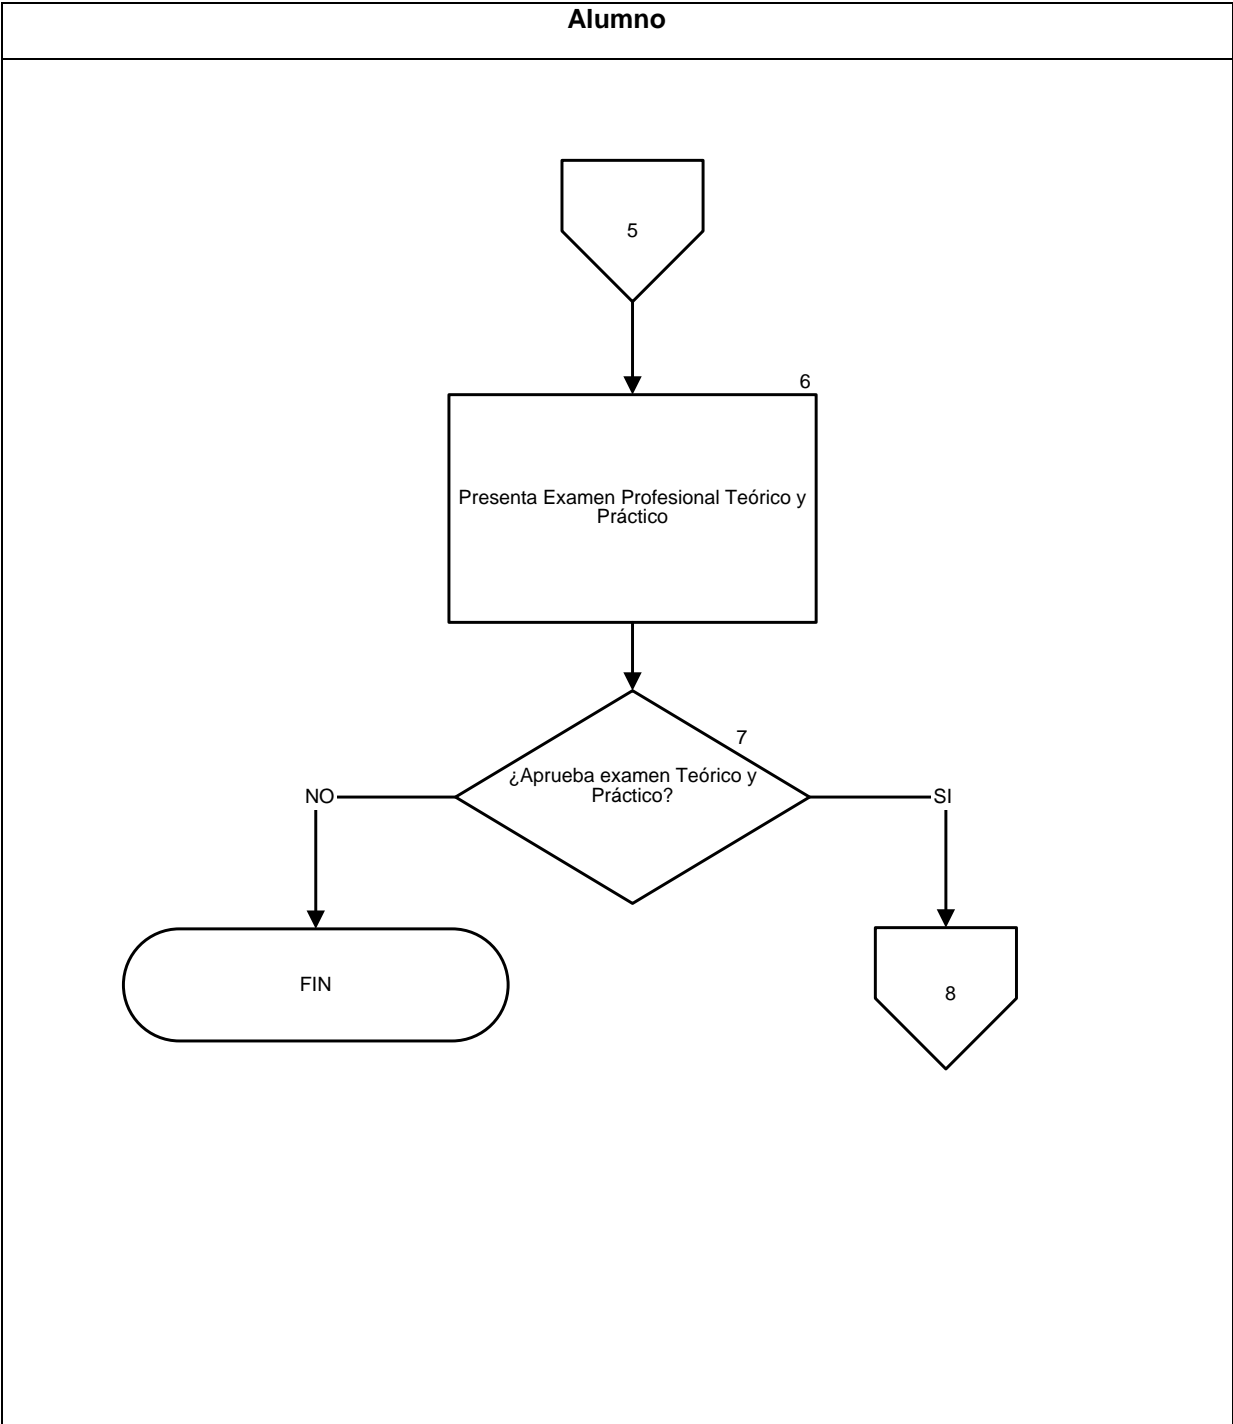 Alumno
5
6
Presenta Examen Profesional Teórico y
Práctico
7
¿Aprueba examen Teórico y
Práctico?
NO
SI
FIN
8